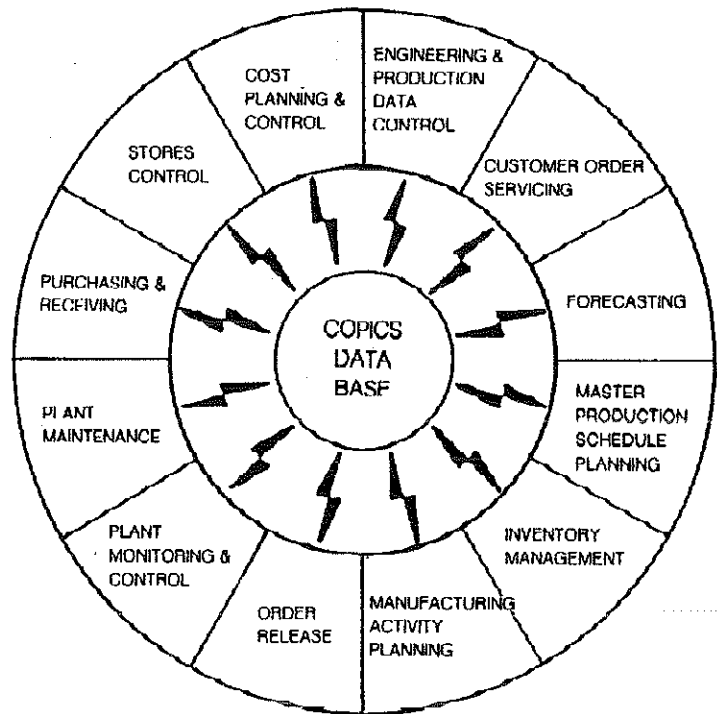 ENGINEERING &
PRODUCTION
DATA
CONTROL
CUSTOMER ORDER
SERVICING
FORECASTING
MASTER
PRODUCTION
SCHEDULE
PLANNING
INVENTORY
MANAGEMENT
MANUFACTURING
ACTIVITY
PLANNING
ORDER
RELEASE
PLANT
MONITORING &
CONTROL
PLANT
MAINTENANCE
PURCHASING &
RECEIVING
STORES
CONTROL
COST
PLANNING &
CONTROL
COPICS
DATA
BASE